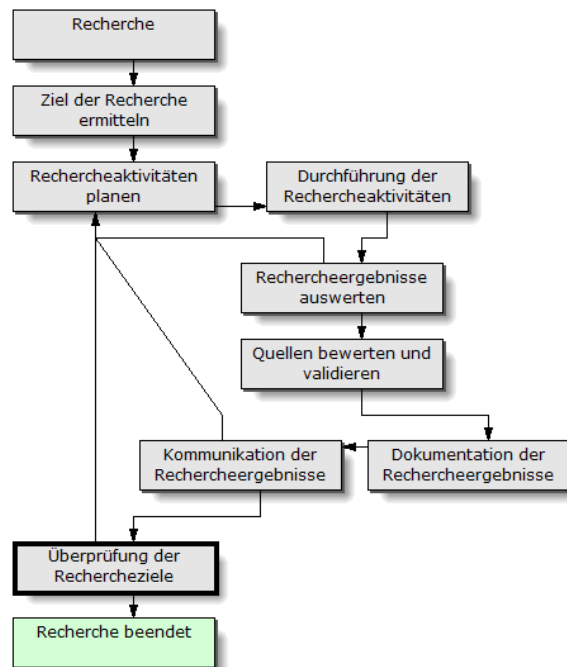 Recherche
Ziel der Recherche
ermitteln
Rechercheaktivitäten
planen
Durchführung der
Rechercheaktivitäten
Rechercheergebnisse
auswerten
Quellen bewerten und
validieren
Kommunikation der
Rechercheergebnisse
Dokumentation der
Rechercheergebnisse
Überprüfung der
Rechercheziele
Recherche beendet